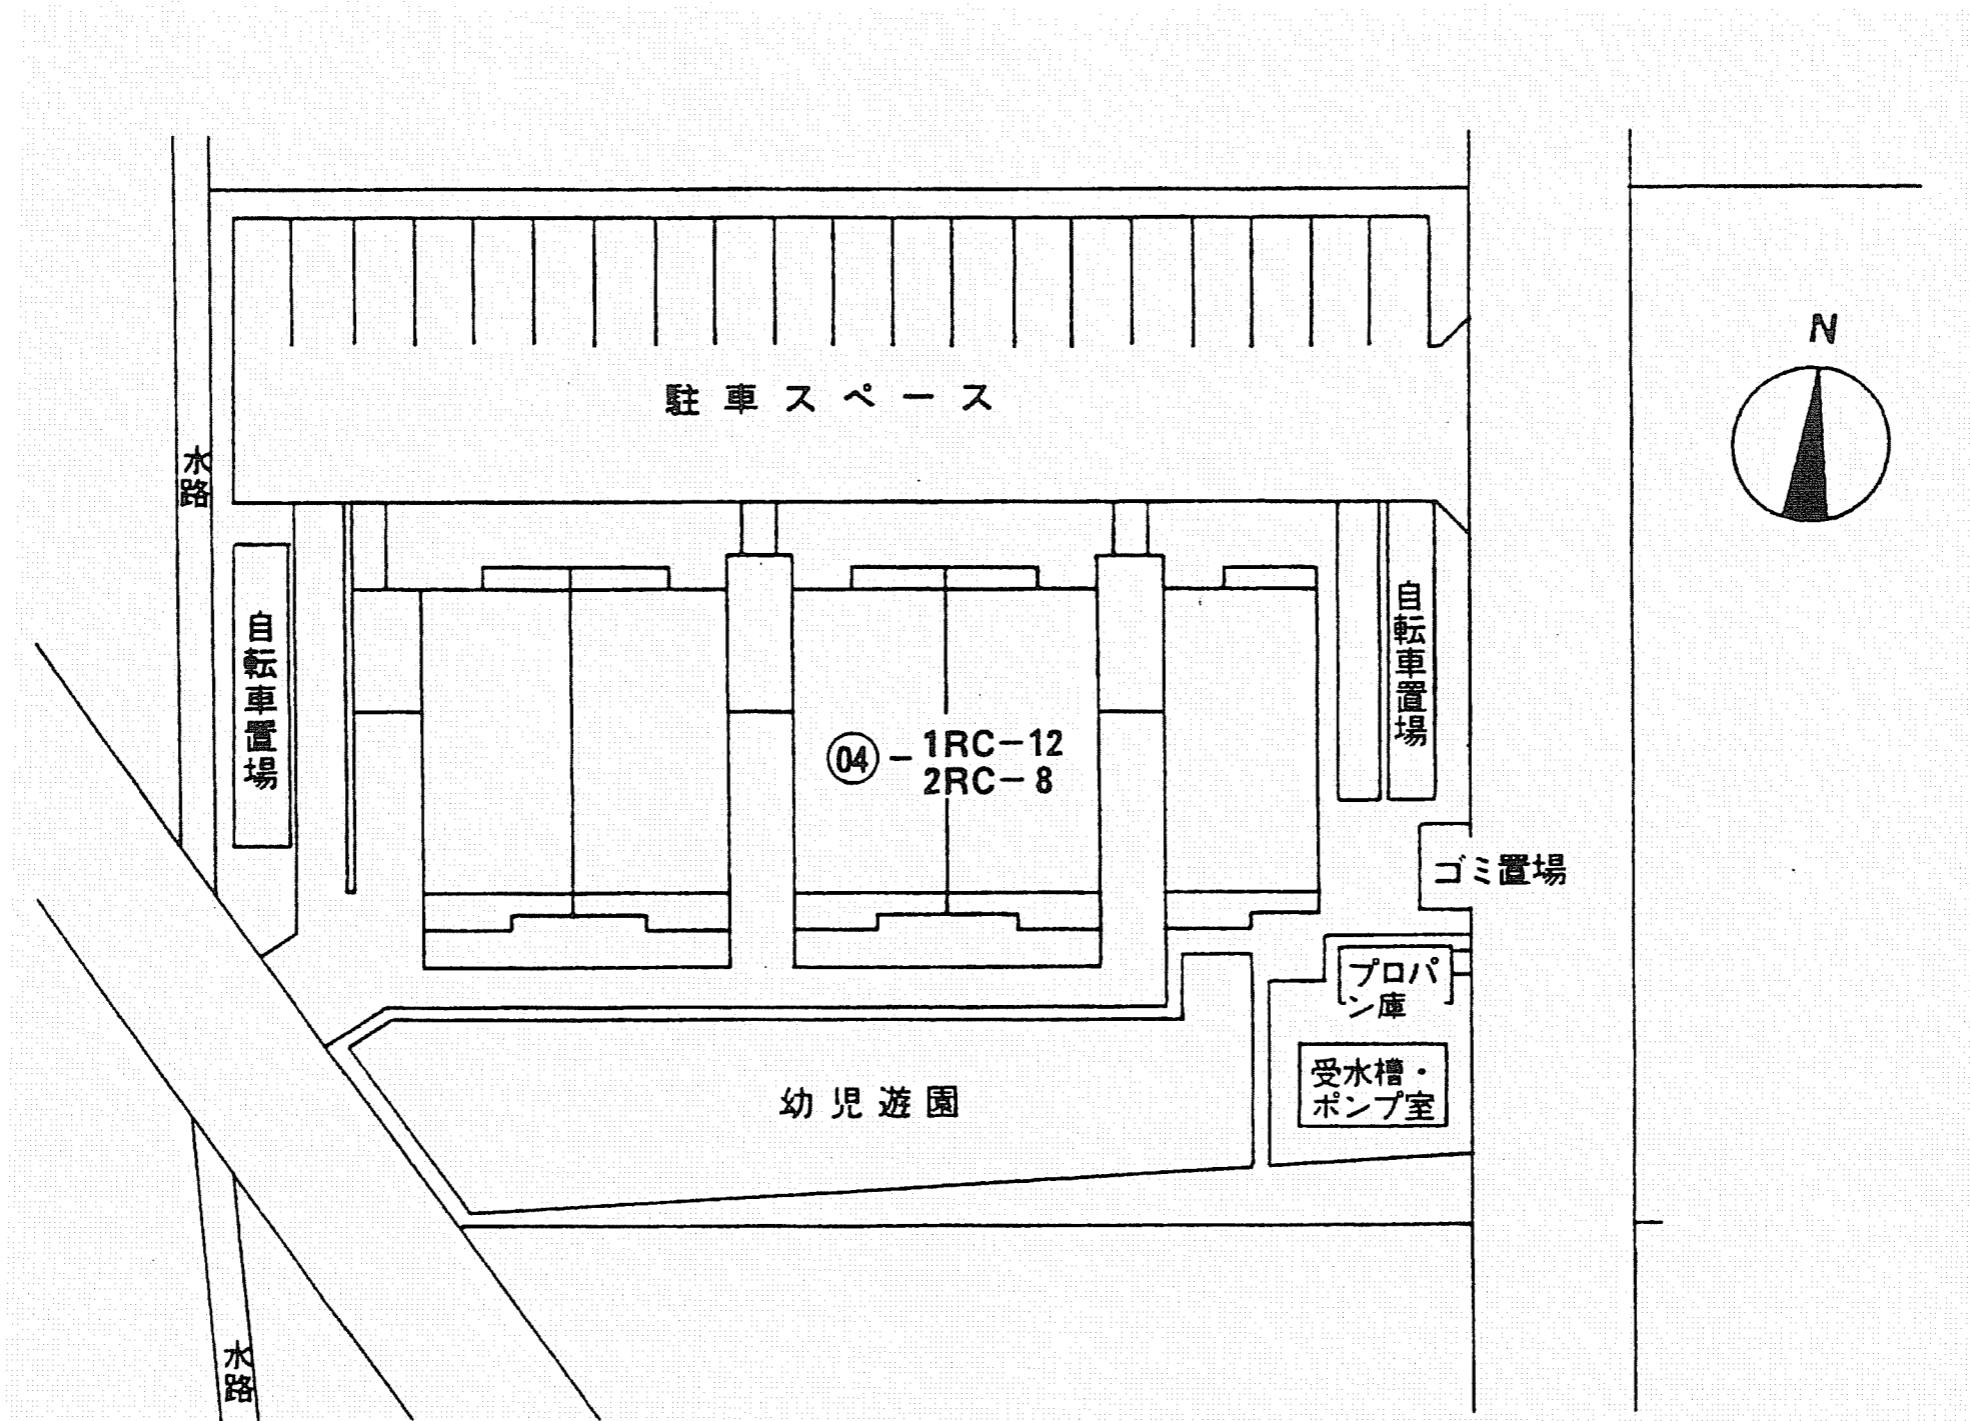 N
駐車スペース
水路
自転車置場
自転車置場
04-1RC-12
2RC-8
ゴミ置場
プロパ
ン庫
受水槽・
ポンプ室
幼児遊園
水路